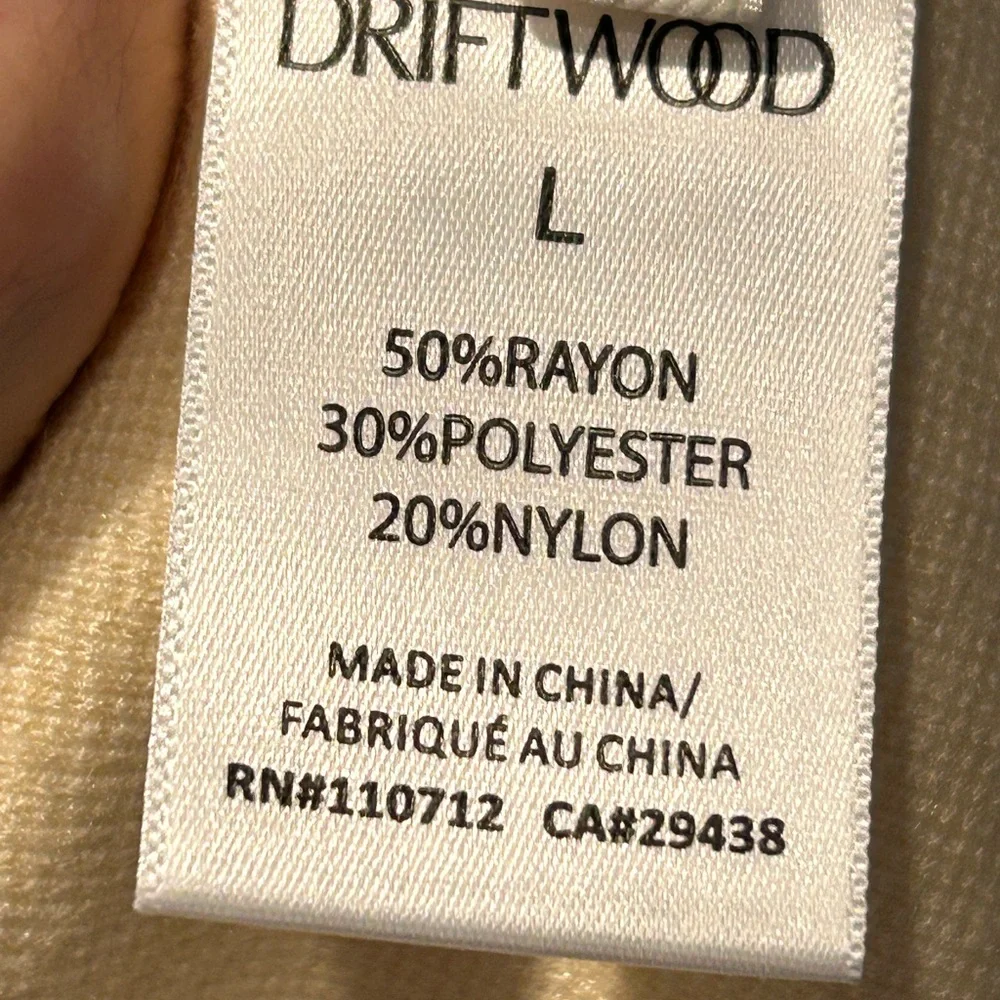 DRIFTWOOD
L
50%RAYON
30%POLYESTER
20%NYLON
MADE IN CHINA/
FABRIQUÉ AU CHINA
RN#110712 CA#29438